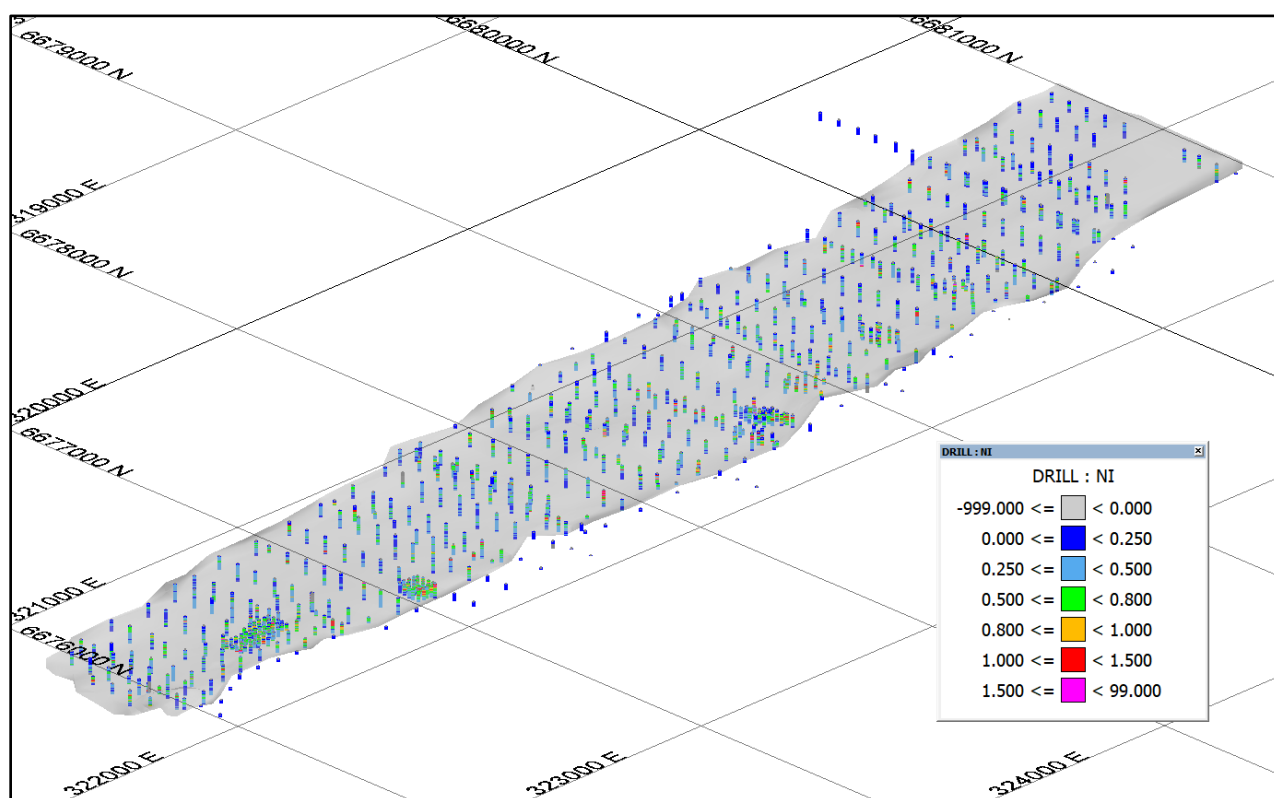 6679000 N
6680000 N
6681000 N
319000 E
6678000 N
320000 E
6677000 N
321000 E
6676000 N
322000 E
323000 E
324000 E
DRILL : NI
DRILL : NI
-999.000 <= < 0.000
0.000 <= < 0.250
0.250 <= < 0.500
0.500 <= < 0.800
0.800 <= < 1.000
1.000 <= < 1.500
1.500 <= < 99.000